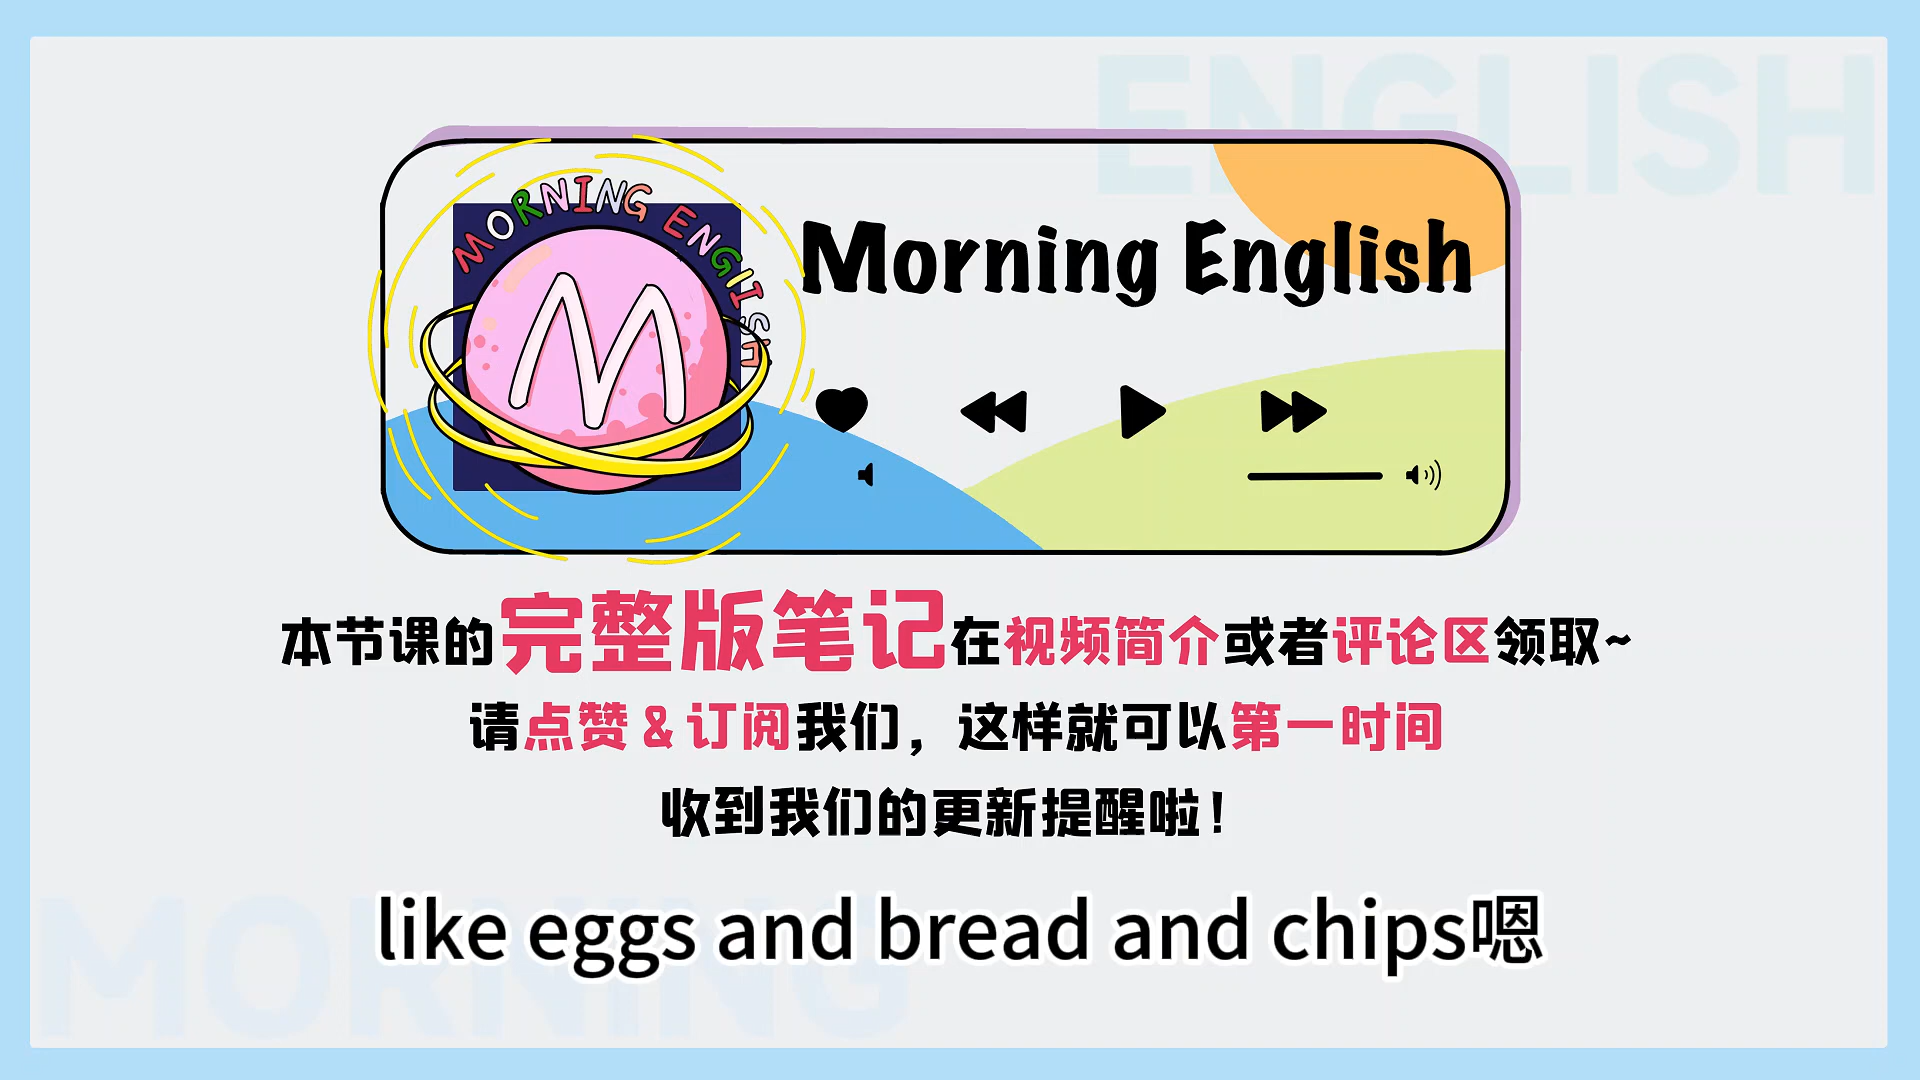 ENGLISH
MORNING ENGLISH
M
Morning English
本节课的完整版笔记在视频简介或者评论区领取~
请点赞&订阅我们，这样就可以第一时间
收到我们的更新提醒啦！
like eggs and bread and chips嗯
MORNING